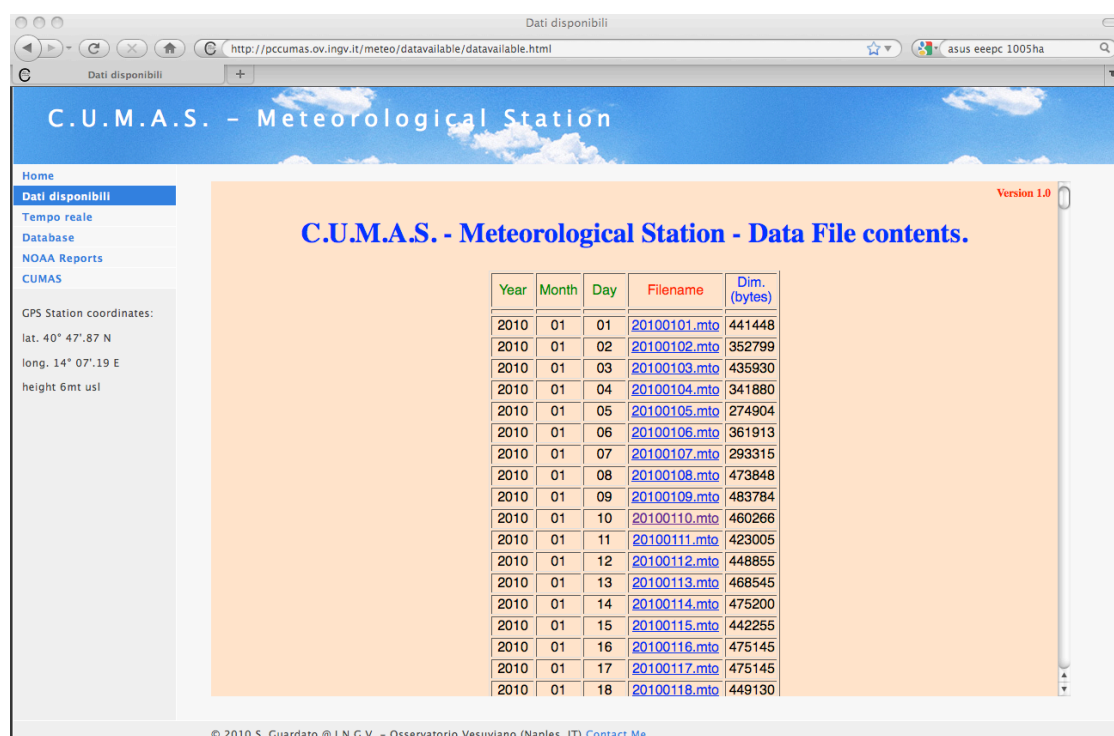 Dati disponibili
http://pccumas.ov.ingv.it/meteo/datavailable/datavailable.html
asus eeepc 1005ha
Dati disponibili
+
C.U.M.A.S. – Meteorological Station
Home
Dati disponibili
Tempo reale
Database
NOAA Reports
CUMAS
GPS Station coordinates:
lat. 40° 47'.87 N
long. 14° 07'.19 E
height 6mt usl
Version 1.0
C.U.M.A.S. - Meteorological Station - Data File contents.
Year Month Day Filename Dim. (bytes)
2010 01 01 20100101.mto 441448
2010 01 02 20100102.mto 352799
2010 01 03 20100103.mto 435930
2010 01 04 20100104.mto 341880
2010 01 05 20100105.mto 274904
2010 01 06 20100106.mto 361913
2010 01 07 20100107.mto 293315
2010 01 08 20100108.mto 473848
2010 01 09 20100109.mto 483784
2010 01 10 20100110.mto 460266
2010 01 11 20100111.mto 423005
2010 01 12 20100112.mto 448855
2010 01 13 20100113.mto 468545
2010 01 14 20100114.mto 475200
2010 01 15 20100115.mto 442255
2010 01 16 20100116.mto 475145
2010 01 17 20100117.mto 475145
2010 01 18 20100118.mto 449130
© 2010 S. Guardato @ I.N.G.V. – Osservatorio Vesuviano (Naples, IT) Contact Me